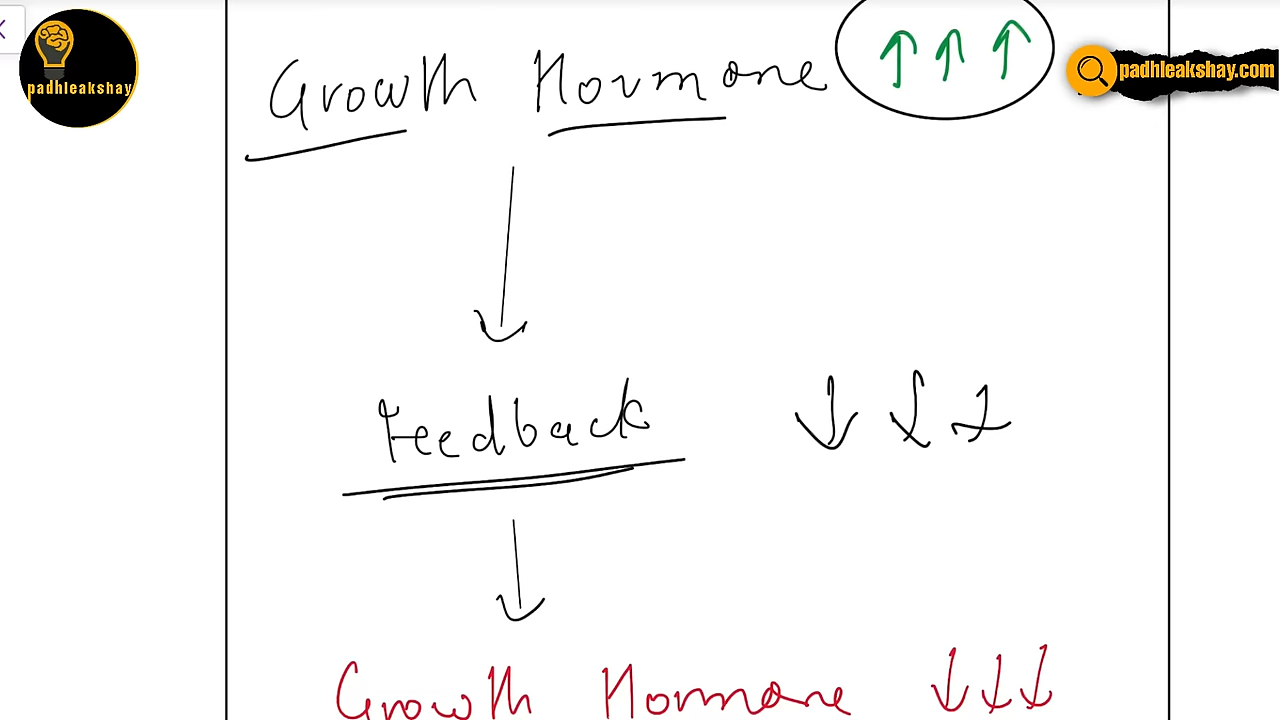 Growth Hormone ↑ ↑ ↑
padhleakshay
padhleakshay.com
Feedback ↓ ↓ ↓
Growth Hormone ↓ ↓ ↓